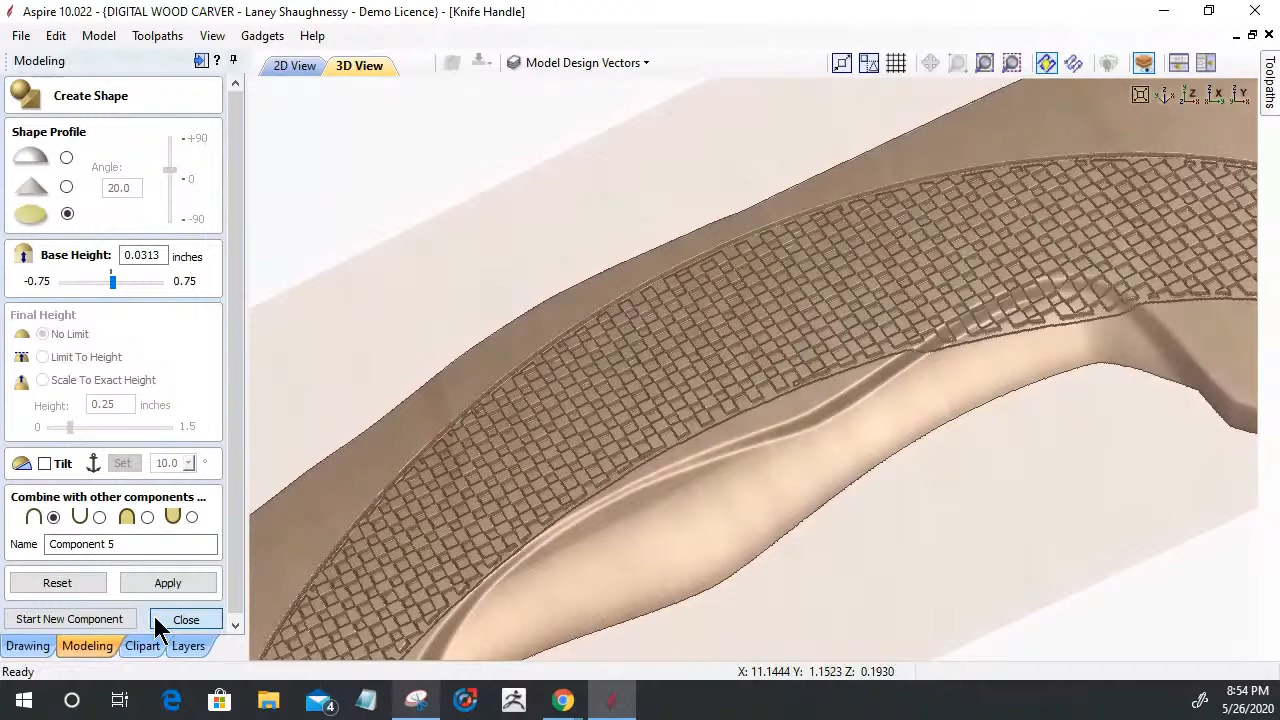 Aspire 10.022 - {DIGITAL WOOD CARVER - Laney Shaughnessy - Demo Licence} - [Knife Handle]
File Edit Model Toolpaths View Gadgets Help
Modeling
?
2D View
3D View
Model Design Vectors
Toolpaths
Z X Y
Create Shape
Shape Profile
+90
Angle:
0
20.0
-90
Base Height: 0.0313 inches
-0.75 0.75
Final Height
No Limit
Limit To Height
Scale To Exact Height
Height: 0.25 inches
0 1.5
Tilt Set 10.0 °
Combine with other components ...
Name Component 5
Reset Apply
Start New Component Close
Drawing Modeling Clipart Layers
Ready
X: 11.1444 Y: 1.1523 Z: 0.1930
4
8:54 PM
5/26/2020